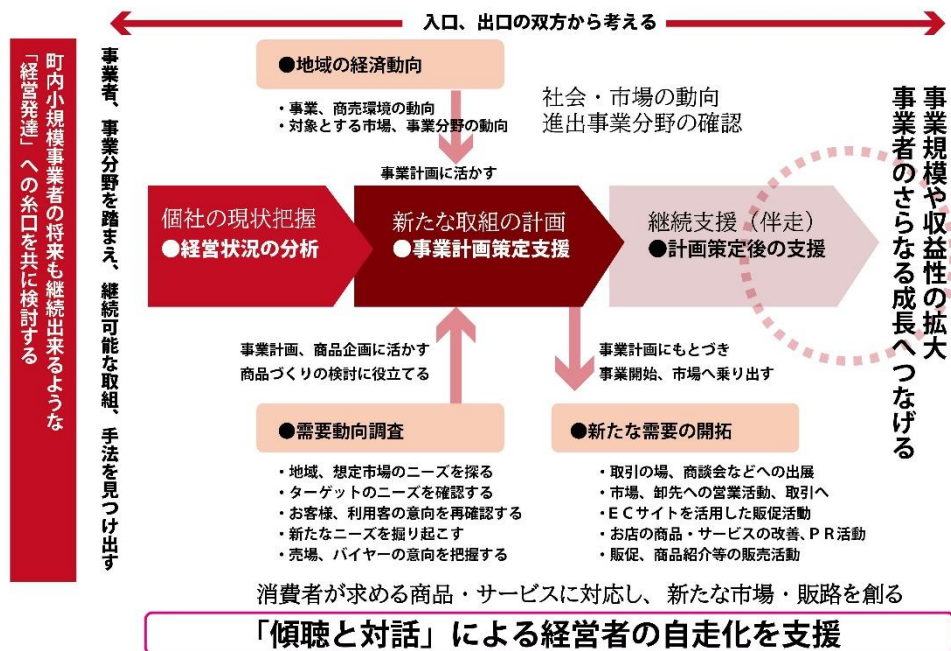 入口、出口の双方から考える
町内小規模事業者の将来も継続出来るような
「経営発達」への糸口を共に検討する
事業者、事業分野を踏まえ、継続可能な取組、手法を見つけ出す
●地域の経済動向
・事業、商売環境の動向
・対象とする市場、事業分野の動向
社会・市場の動向
進出事業分野の確認
事業計画に活かす
個社の現状把握
●経営状況の分析
新たな取組の計画
●事業計画策定支援
継続支援（伴走）
●計画策定後の支援
事業規模や収益性の拡大
事業者のさらなる成長へつなげる
事業計画、商品企画に活かす
商品づくりの検討に役立てる
事業計画にもとづき
事業開始、市場へ乗り出す
●需要動向調査
・地域、想定市場のニーズを探る
・ターゲットのニーズを確認する
・お客様、利用客の意向を再確認する
・新たなニーズを掘り起こす
・売場、バイヤーの意向を把握する
●新たな需要の開拓
・取引の場、商談会などへの出展
・市場、卸先への営業活動、取引へ
・ＥＣサイトを活用した販促活動
・お店の商品・サービスの改善、ＰＲ活動
・販促、商品紹介等の販売活動
消費者が求める商品・サービスに対応し、新たな市場・販路を創る
「傾聴と対話」による経営者の自走化を支援